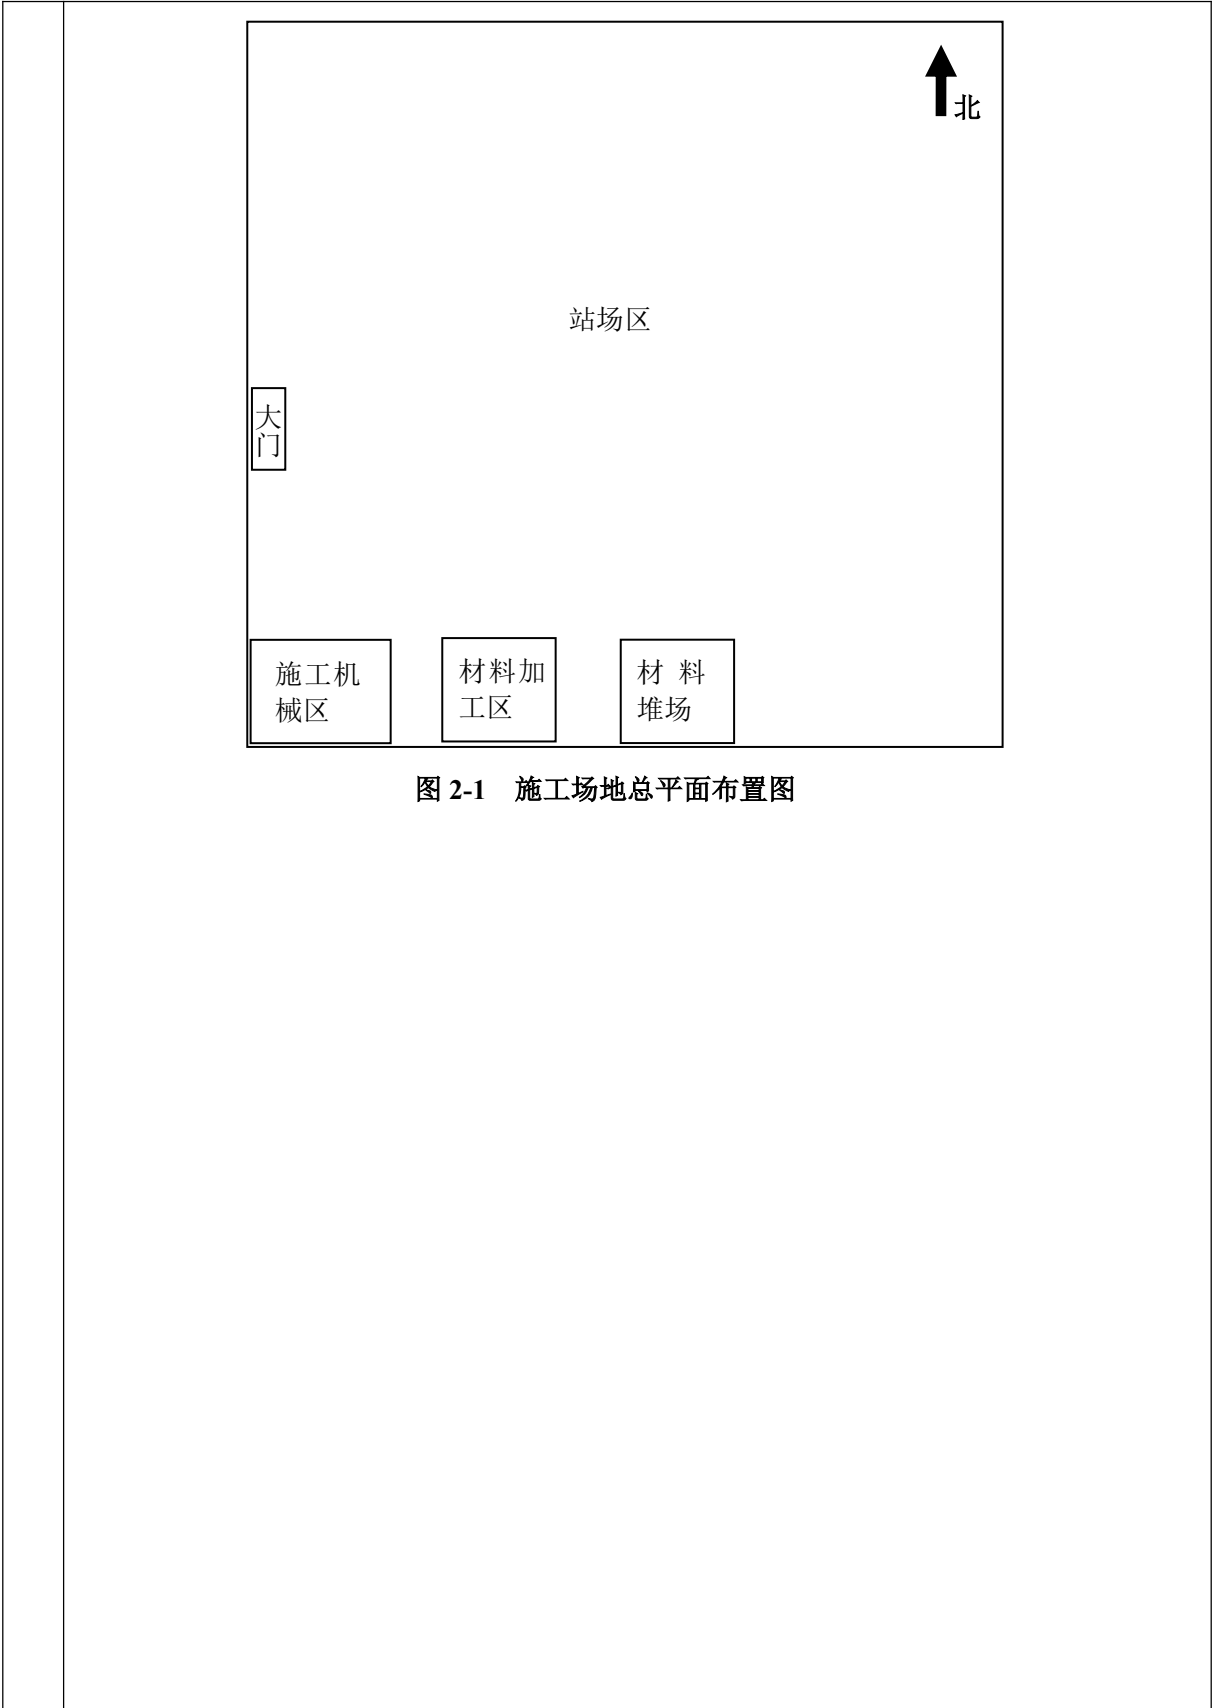 北
站场区
大
门
施工机
械区
材料加
工区
材 料
堆场
图 2-1 施工场地总平面布置图